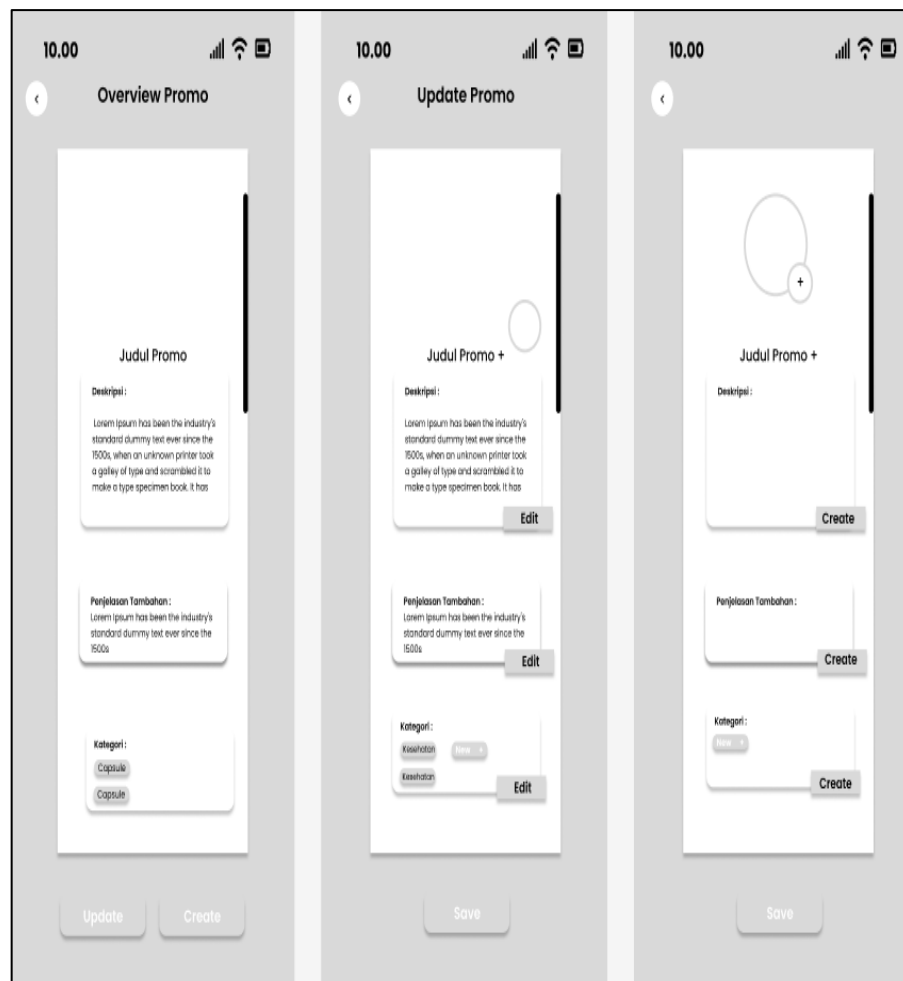 10.00
Overview Promo
Judul Promo
Deskripsi :
Lorem Ipsum has been the industry's
standard dummy text ever since the
1500s, when an unknown printer took
a galley of type and scrambled it to
make a type specimen book. It has
Penjelasan Tambahan :
Lorem Ipsum has been the industry's
standard dummy text ever since the
1500s
Kategori :
Capsule
Capsule
Update
Create
10.00
Update Promo
Judul Promo +
Deskripsi :
Lorem Ipsum has been the industry's
standard dummy text ever since the
1500s, when an unknown printer took
a galley of type and scrambled it to
make a type specimen book. It has
Edit
Penjelasan Tambahan :
Lorem Ipsum has been the industry's
standard dummy text ever since the
1500s
Edit
Kategori :
Kesehatan
New +
Kesehatan
Edit
Save
10.00
+
Judul Promo +
Deskripsi :
Create
Penjelasan Tambahan :
Create
Kategori :
New +
Create
Save